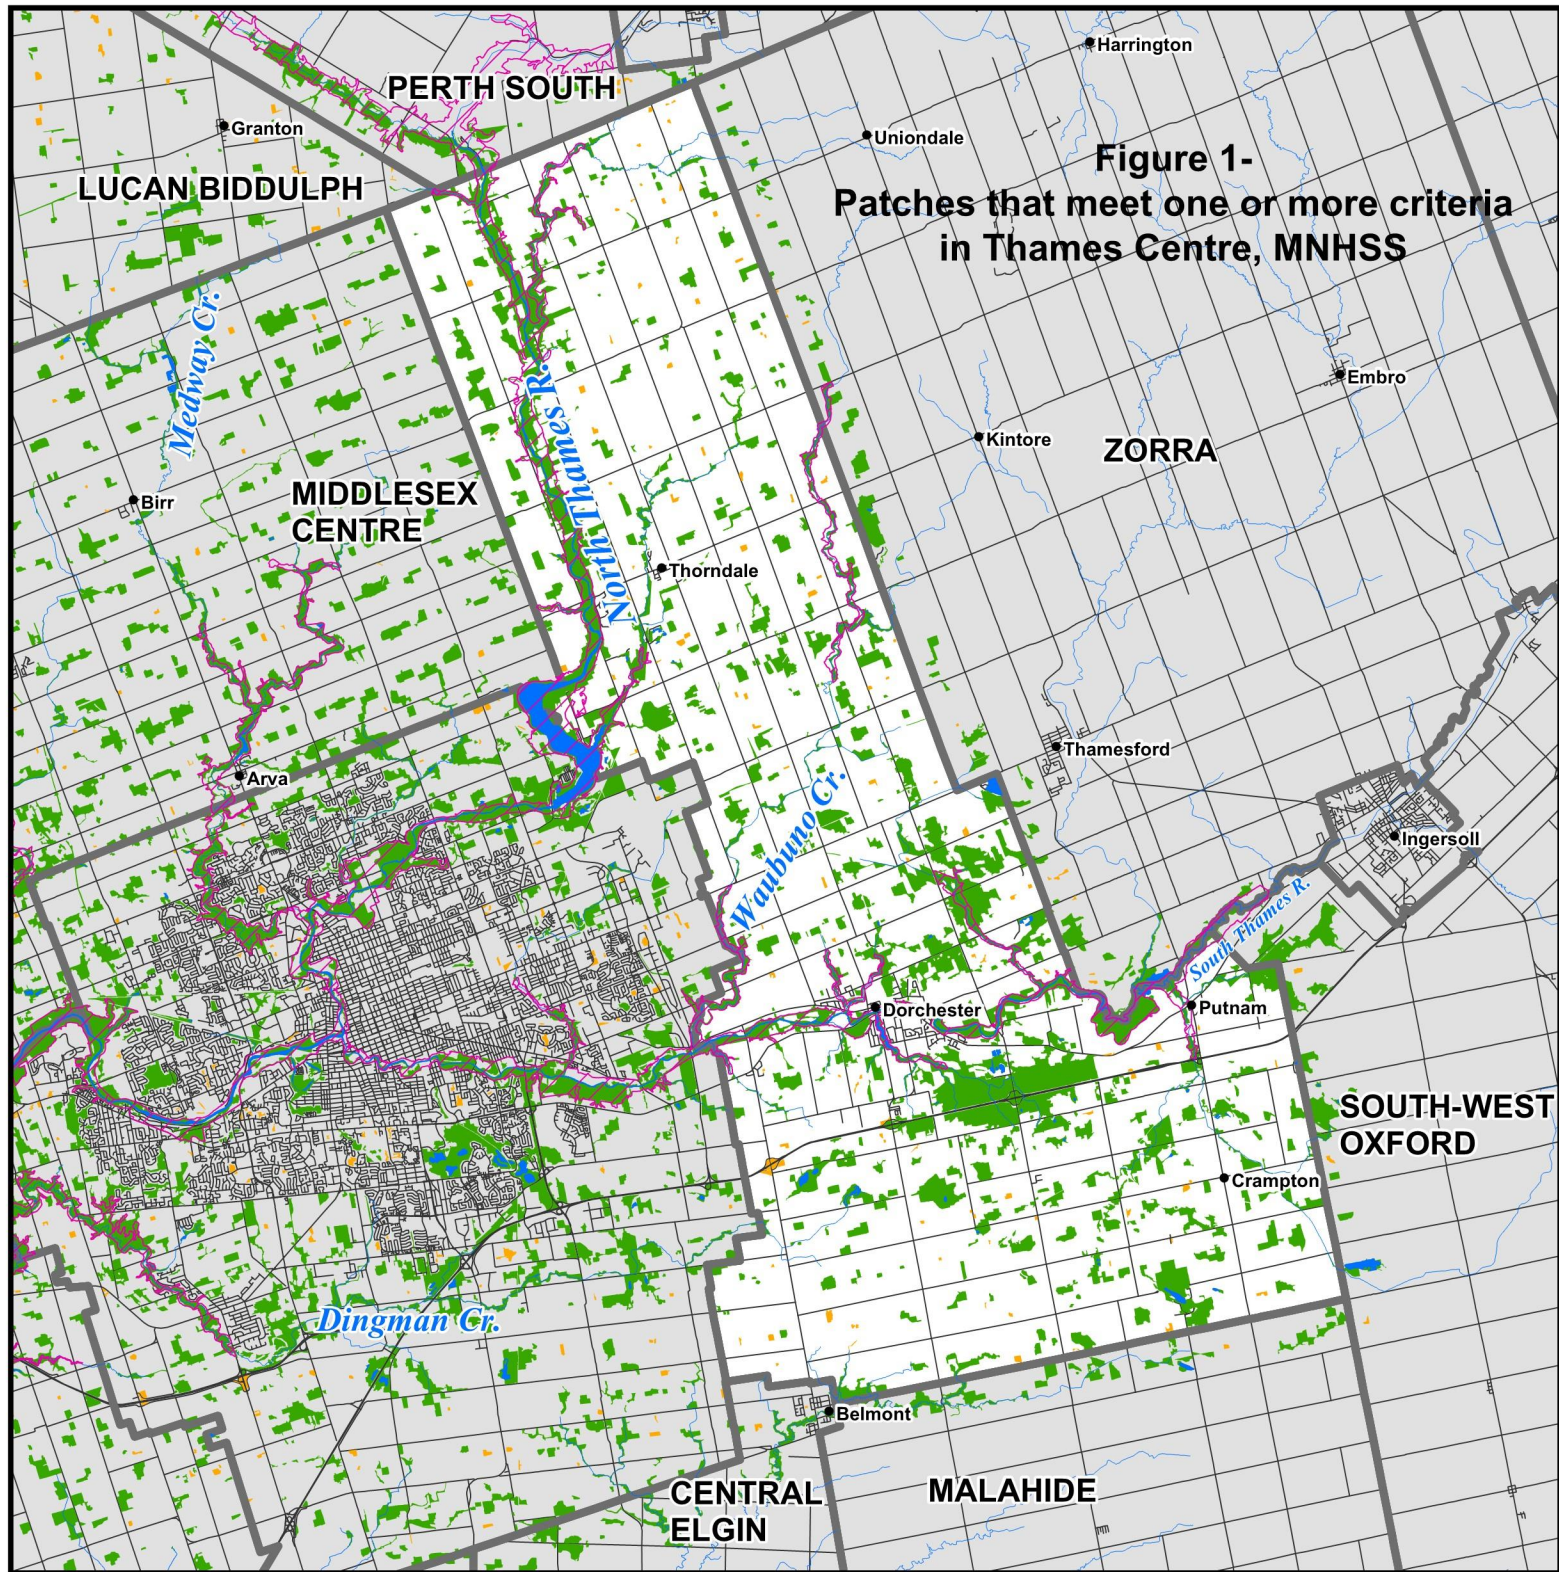 Harrington
PERTH SOUTH
Granton
Uniondale
Figure 1-
Patches that meet one or more criteria
in Thames Centre, MNHSS
LUCAN BIDDULPH
Medway Cr.
North Thames R.
Embro
Kintore
ZORRA
MIDDLESEX
CENTRE
Birr
Thorndale
Thamesford
Arva
Waubuno Cr.
Ingersoll
South Thames R.
Dorchester
Putnam
SOUTH-WEST
OXFORD
Crampton
Dingman Cr.
Belmont
CENTRAL
ELGIN
MALAHIDE